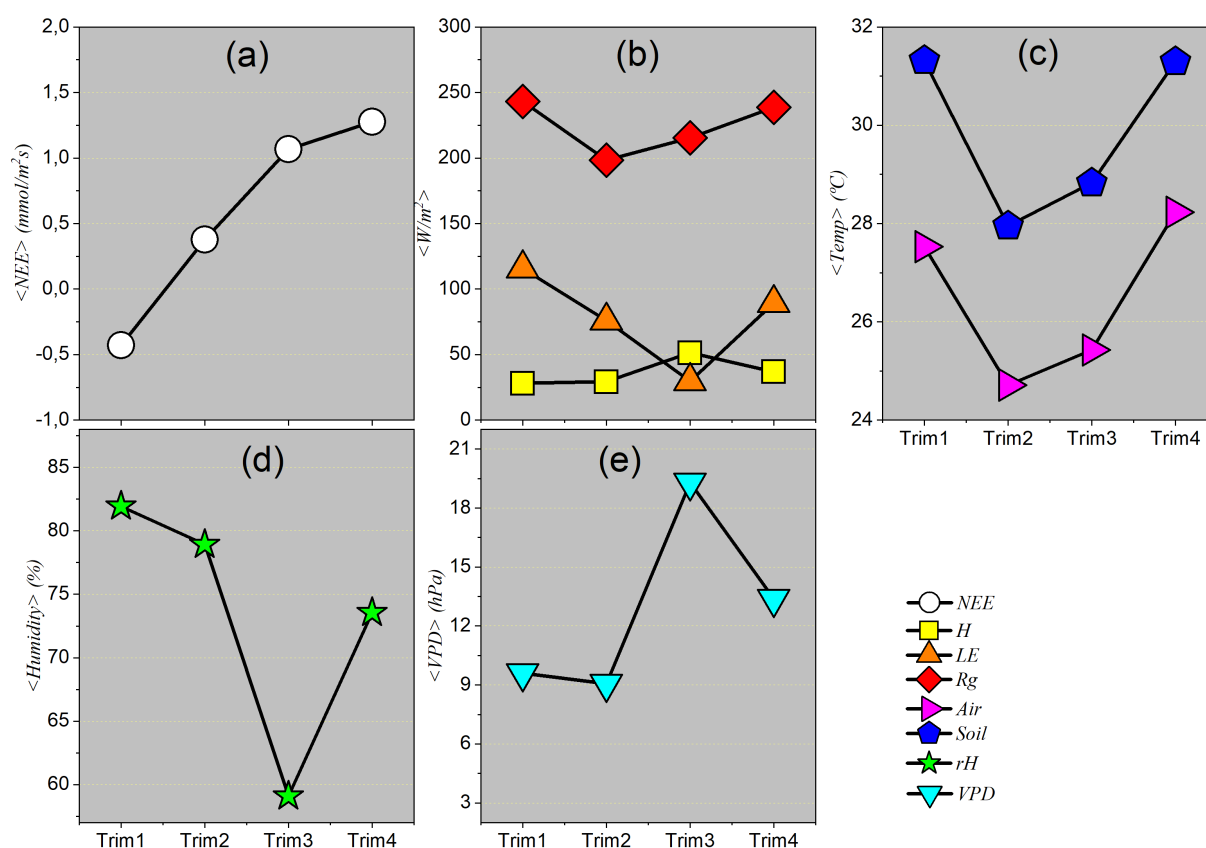 (a)
<NEE> (mmol/m²s)
2,0
1,5
1,0
0,5
0,0
-0,5
-1,0
(b)
<W/m²>
300
250
200
150
100
50
0
(c)
<Temp> (ºC)
32
30
28
26
24
Trim1 Trim2 Trim3 Trim4
(d)
<Humidity> (%)
85
80
75
70
65
60
Trim1 Trim2 Trim3 Trim4
(e)
<VPD> (hPa)
21
18
15
12
9
6
3
Trim1 Trim2 Trim3 Trim4
NEE
H
LE
Rg
Air
Soil
rH
VPD